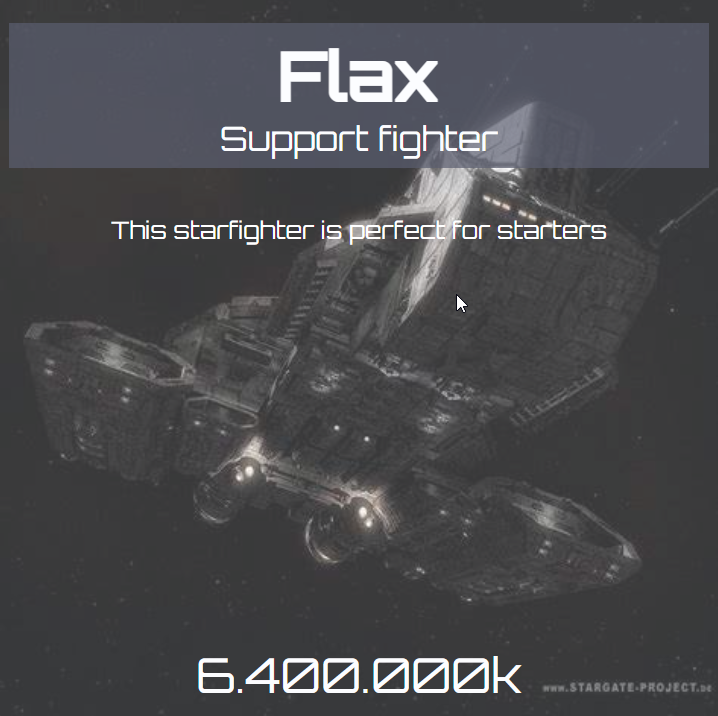 Flax
Support fighter
This starfighter is perfect for starters
6.400.000k
www.STARGATE-PROJECT.de